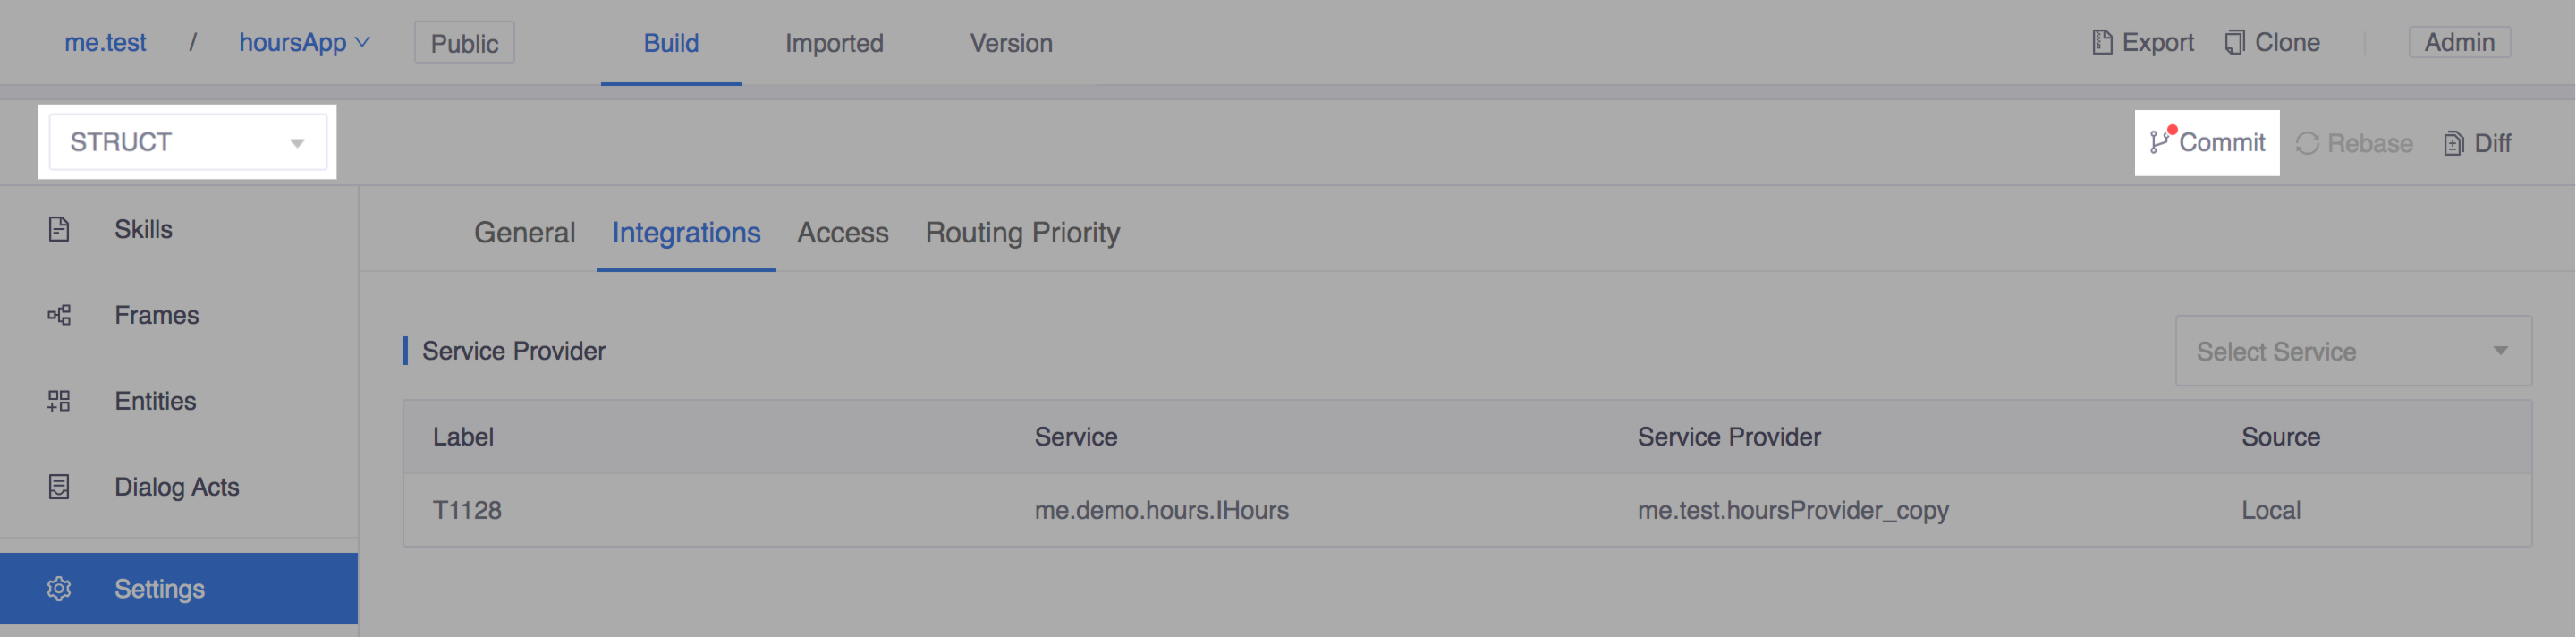 me.test / hoursApp Public Build Imported Version Export Clone Admin
STRUCT Commit Rebase Diff
Skills
Frames
Entities
Dialog Acts
Settings
General Integrations Access Routing Priority
Service Provider Select Service
Label Service Service Provider Source
T1128 me.demo.hours.IHours me.test.hoursProvider_copy Local